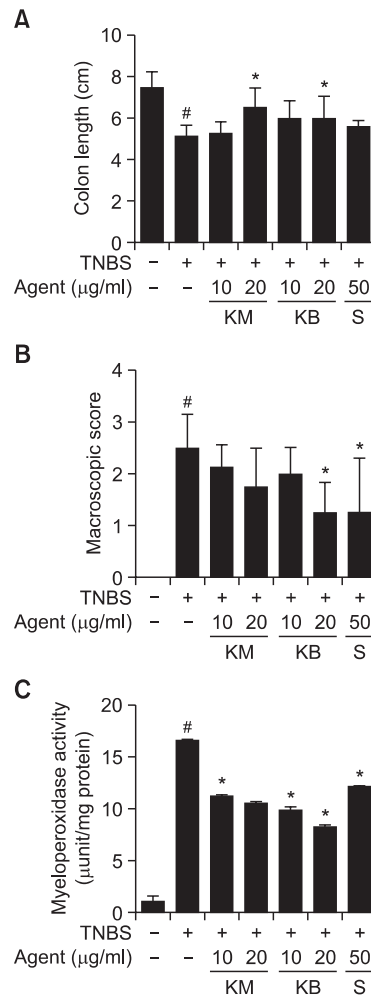 A
Colon length (cm)
10
8
6
4
2
0
# * *
TNBS − + + + + + +
Agent (μg/ml) − − 10 20 10 20 50
KM KB S
B
Macroscopic score
4
3
2
1
0
# * *
TNBS − + + + + + +
Agent (μg/ml) − − 10 20 10 20 50
KM KB S
C
Myeloperoxidase activity
(μunit/mg protein)
20
15
10
5
0
# * * * *
TNBS − + + + + + +
Agent (μg/ml) − − 10 20 10 20 50
KM KB S